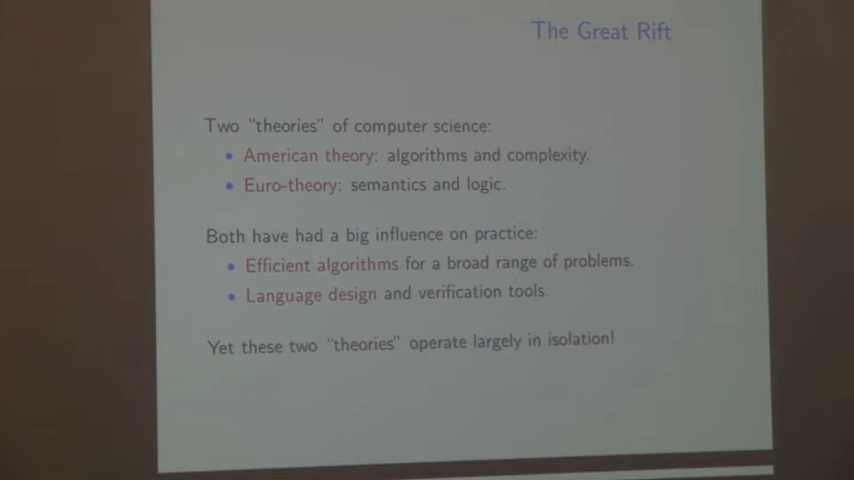 The Great Rift
Two “theories” of computer science:
• American theory: algorithms and complexity.
• Euro-theory: semantics and logic.
Both have had a big influence on practice:
• Efficient algorithms for a broad range of problems.
• Language design and verification tools.
Yet these two “theories” operate largely in isolation!